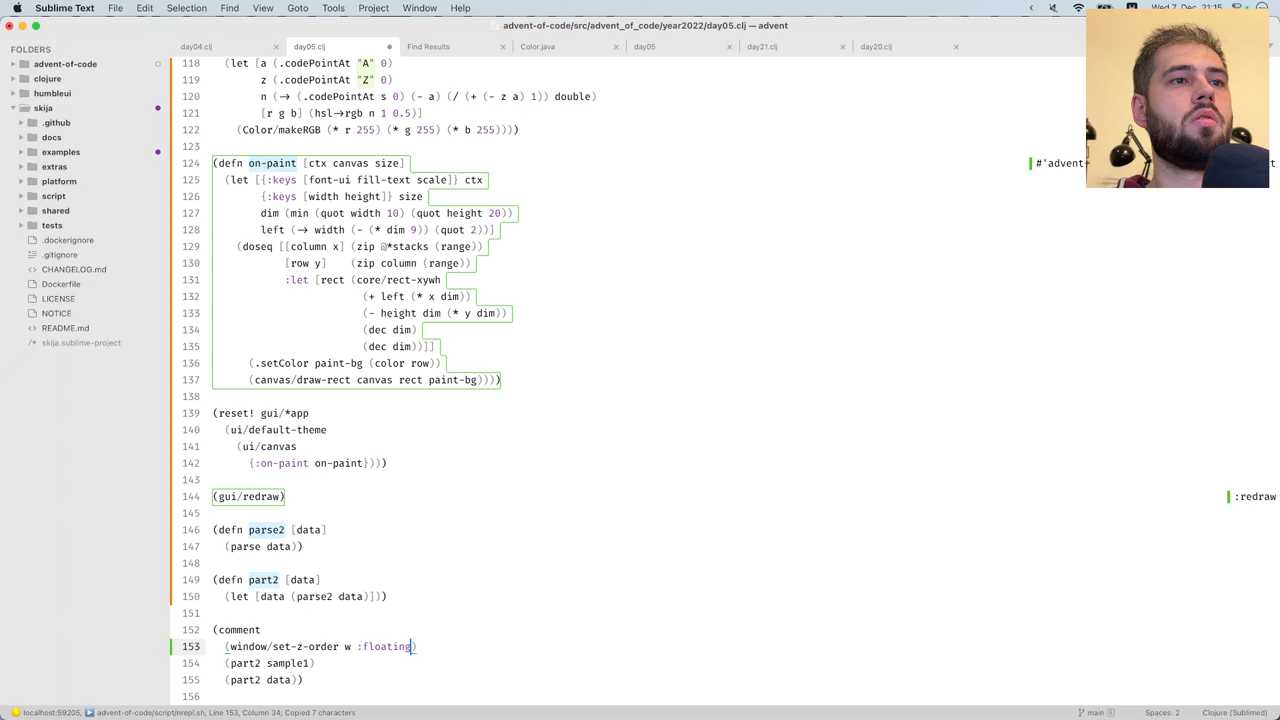 Sublime Text File Edit Selection Find View Goto Tools Project Window Help
advent-of-code/src/advent_of_code/year2022/day05.clj — advent
FOLDERS
advent-of-code
clojure
humbleui
skija
.github
docs
examples
extras
platform
script
shared
tests
.dockerignore
.gitignore
CHANGELOG.md
Dockerfile
LICENSE
NOTICE
README.md
skija.sublime-project
day04.clj day05.clj Find Results Color.java day05 day21.clj day20.clj
118 (let [a (.codePointAt "A" 0)
119 z (.codePointAt "Z" 0)
120 n (-> (.codePointAt s 0) (- a) (/ (+ (- z a) 1)) double)
121 [r g b] (hsl->rgb n 1 0.5)]
122 (Color/makeRGB (* r 255) (* g 255) (* b 255))))
123
124 (defn on-paint [ctx canvas size] #'advent-
125 (let [{:keys [font-ui fill-text scale]} ctx
126 {:keys [width height]} size
127 dim (min (quot width 10) (quot height 20))
128 left (-> width (- (* dim 9)) (quot 2))]
129 (doseq [[column x] (zip @*stacks (range))
130 [row y] (zip column (range))
131 :let [rect (core/rect-xywh
132 (+ left (* x dim))
133 (- height dim (* y dim))
134 (dec dim)
135 (dec dim))]]
136 (.setColor paint-bg (color row))
137 (canvas/draw-rect canvas rect paint-bg))))
138
139 (reset! gui/*app
140 (ui/default-theme
141 (ui/canvas
142 {:on-paint on-paint})))
143
144 (gui/redraw) :redraw
145
146 (defn parse2 [data]
147 (parse data))
148
149 (defn part2 [data]
150 (let [data (parse2 data)]))
151
152 (comment
153 (window/set-z-order w :floating)
154 (part2 sample1)
155 (part2 data))
156
localhost:59205, advent-of-code/script/nrepl.sh, Line 153, Column 34; Copied 7 characters main 6 Spaces: 2 Clojure (Sublimed)